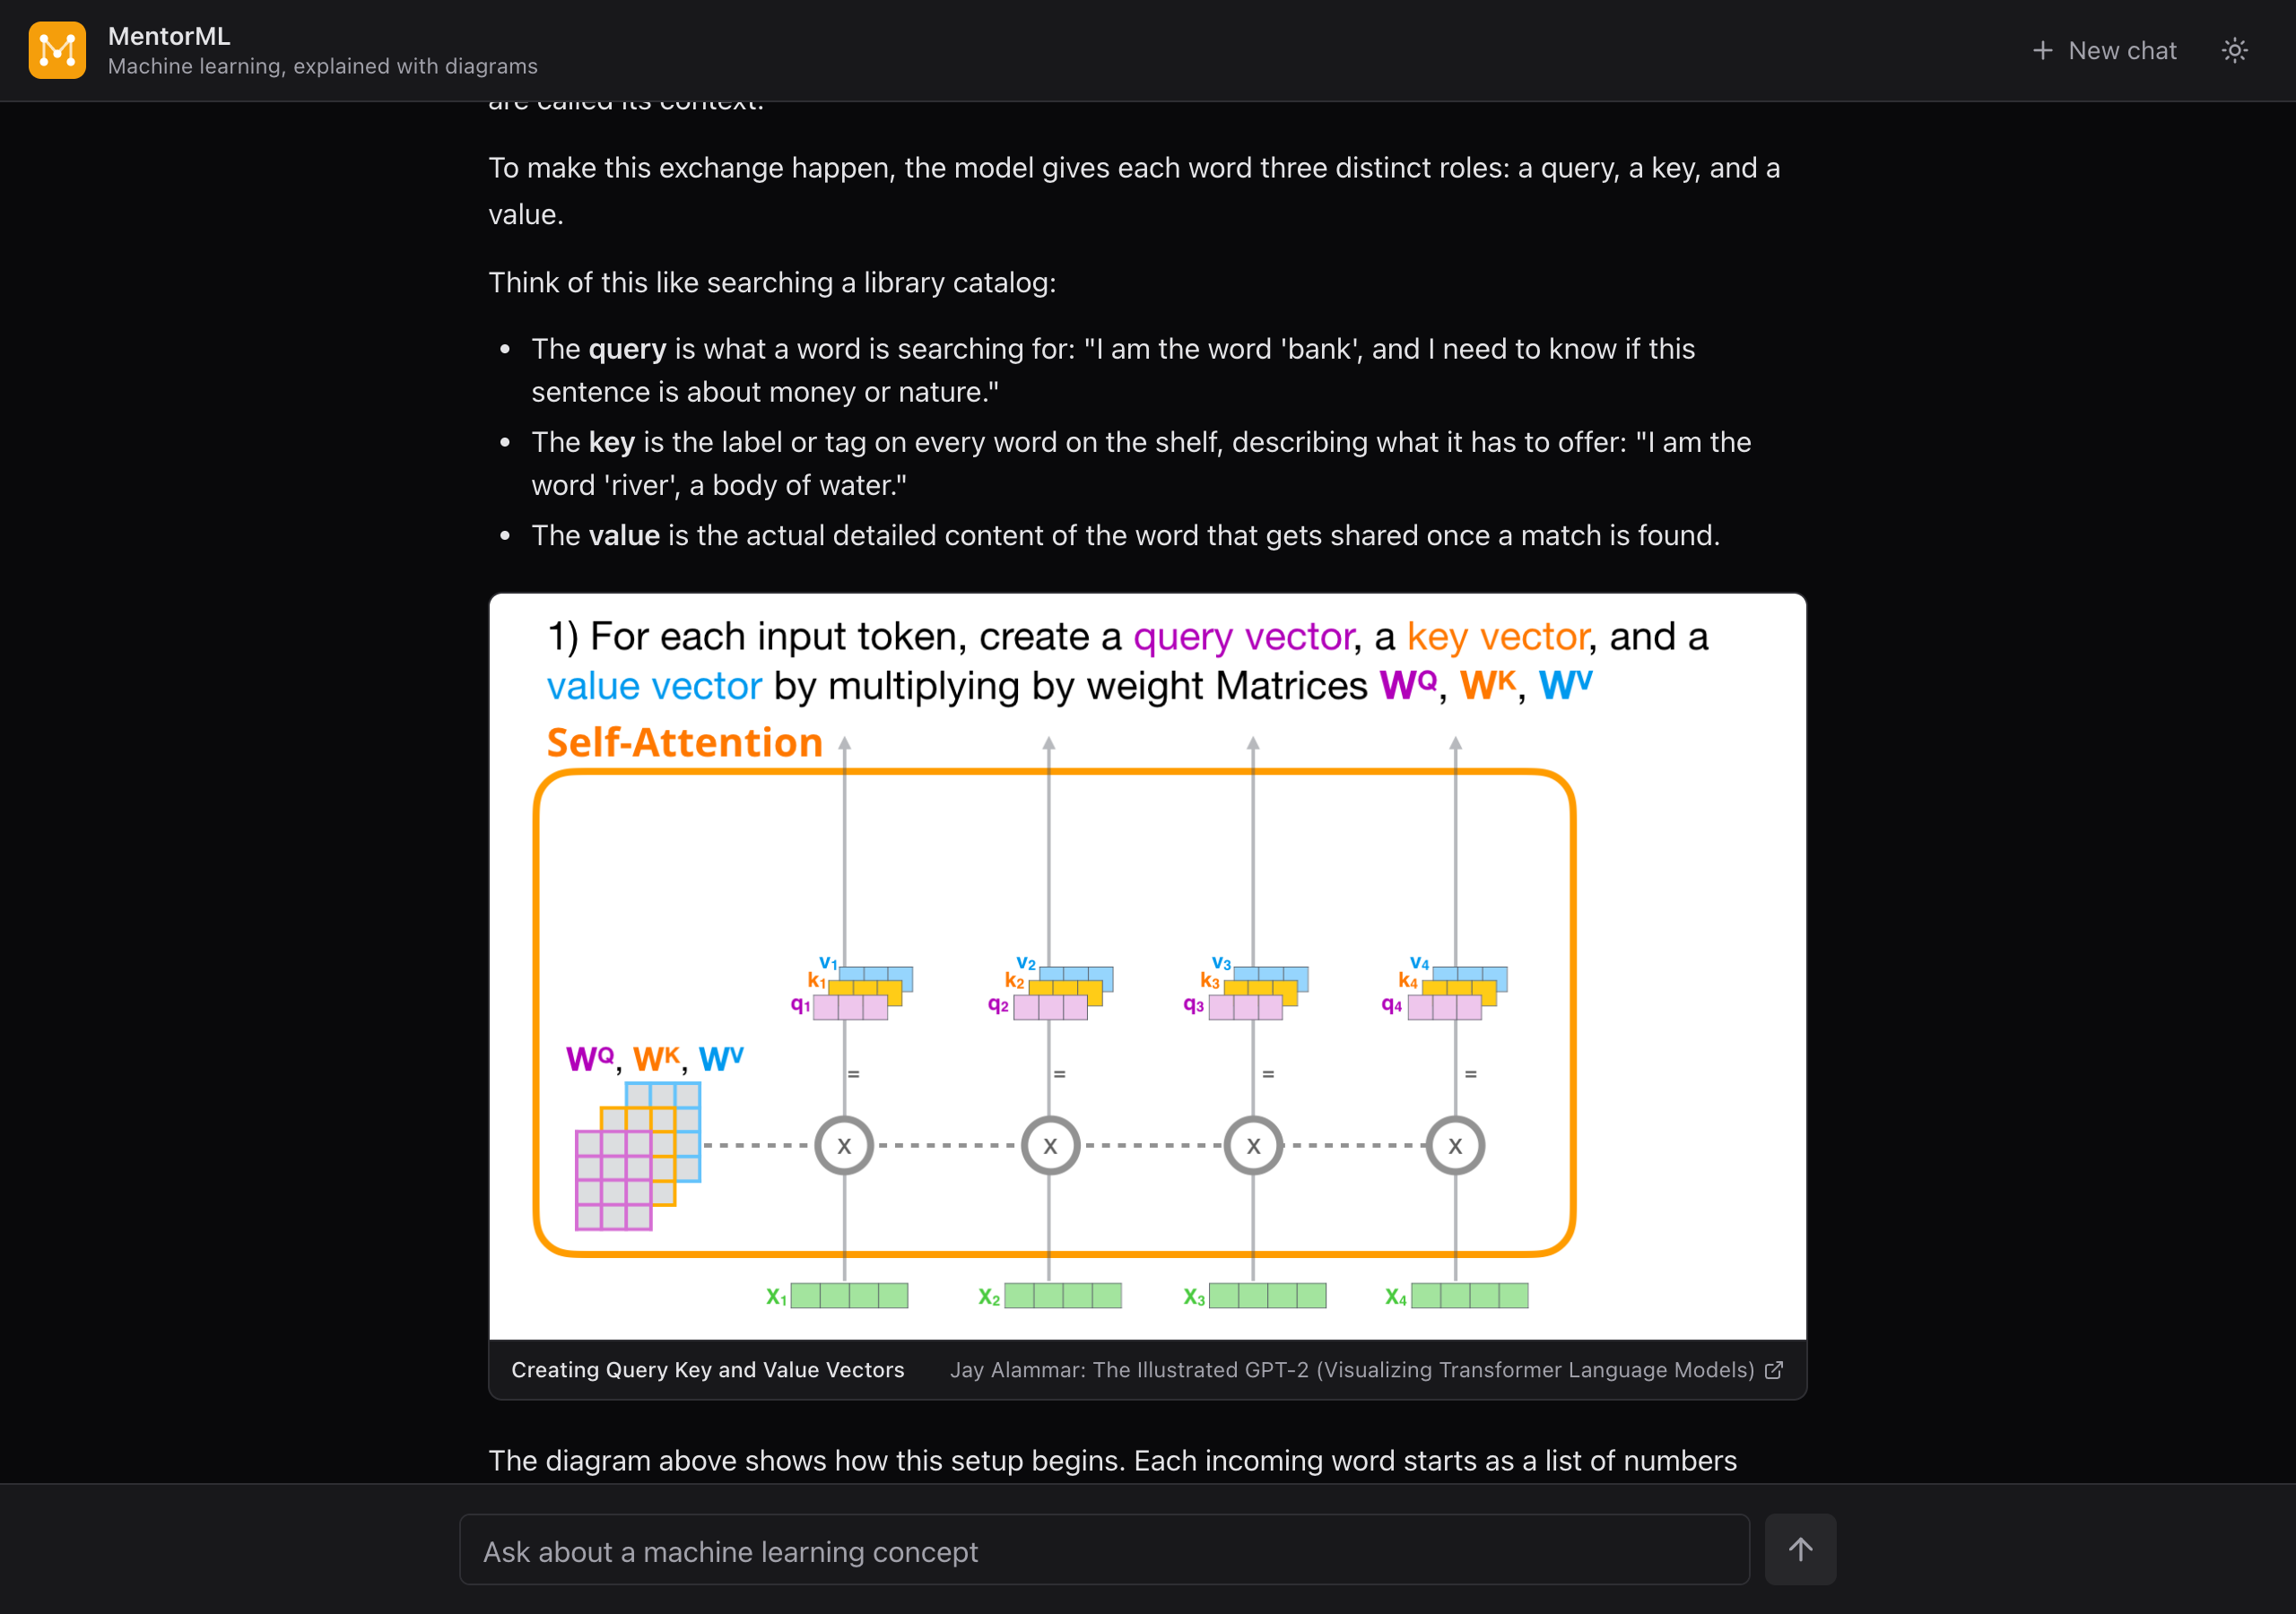 MentorML
Machine learning, explained with diagrams
New chat
are called its context.
To make this exchange happen, the model gives each word three distinct roles: a query, a key, and a
value.
Think of this like searching a library catalog:
• The query is what a word is searching for: "I am the word 'bank', and I need to know if this
sentence is about money or nature."
• The key is the label or tag on every word on the shelf, describing what it has to offer: "I am the
word 'river', a body of water."
• The value is the actual detailed content of the word that gets shared once a match is found.
1) For each input token, create a query vector, a key vector, and a
value vector by multiplying by weight Matrices W^Q, W^K, W^V
Self-Attention
v1 v2 v3 v4
k1 k2 k3 k4
q1 q2 q3 q4
W^Q, W^K, W^V
= = = =
X X X X
X1 X2 X3 X4
Creating Query Key and Value Vectors
Jay Alammar: The Illustrated GPT-2 (Visualizing Transformer Language Models)
The diagram above shows how this setup begins. Each incoming word starts as a list of numbers
Ask about a machine learning concept